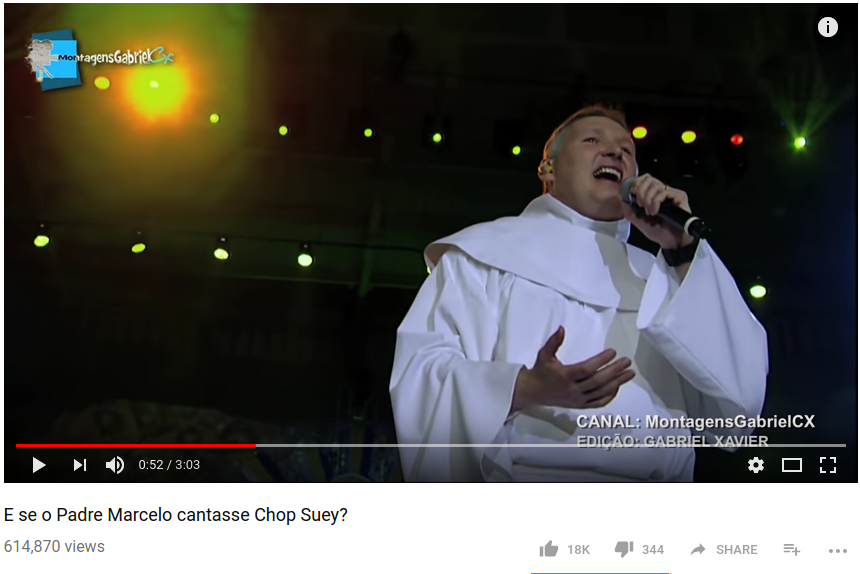 MontagensGabrielCX
CANAL: MontagensGabrielCX
EDIÇÃO: GABRIEL XAVIER
0:52 / 3:03
E se o Padre Marcelo cantasse Chop Suey?
614,870 views
18K 344 SHARE